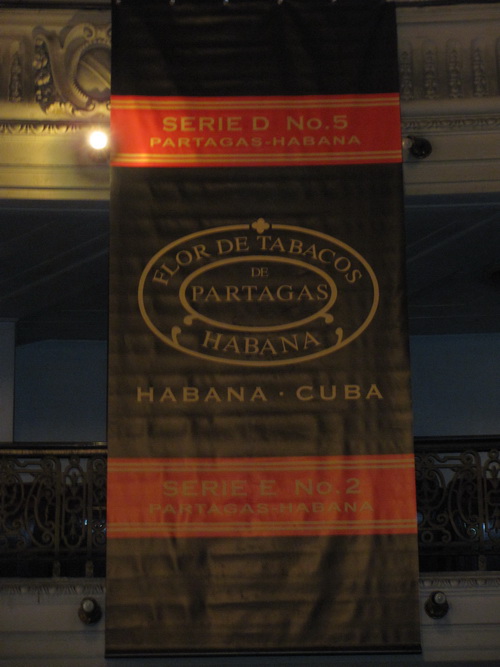 SERIE D No.5
PARTAGAS-HABANA
FLOR DE TABACOS
DE
PARTAGAS
HABANA
HABANA · CUBA
SERIE E No.2
PARTAGAS-HABANA